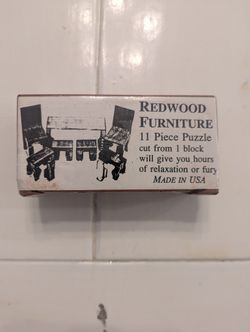 REDWOOD
FURNITURE
11 Piece Puzzle
cut from 1 block
will give you hours
of relaxation or fury
MADE IN USA